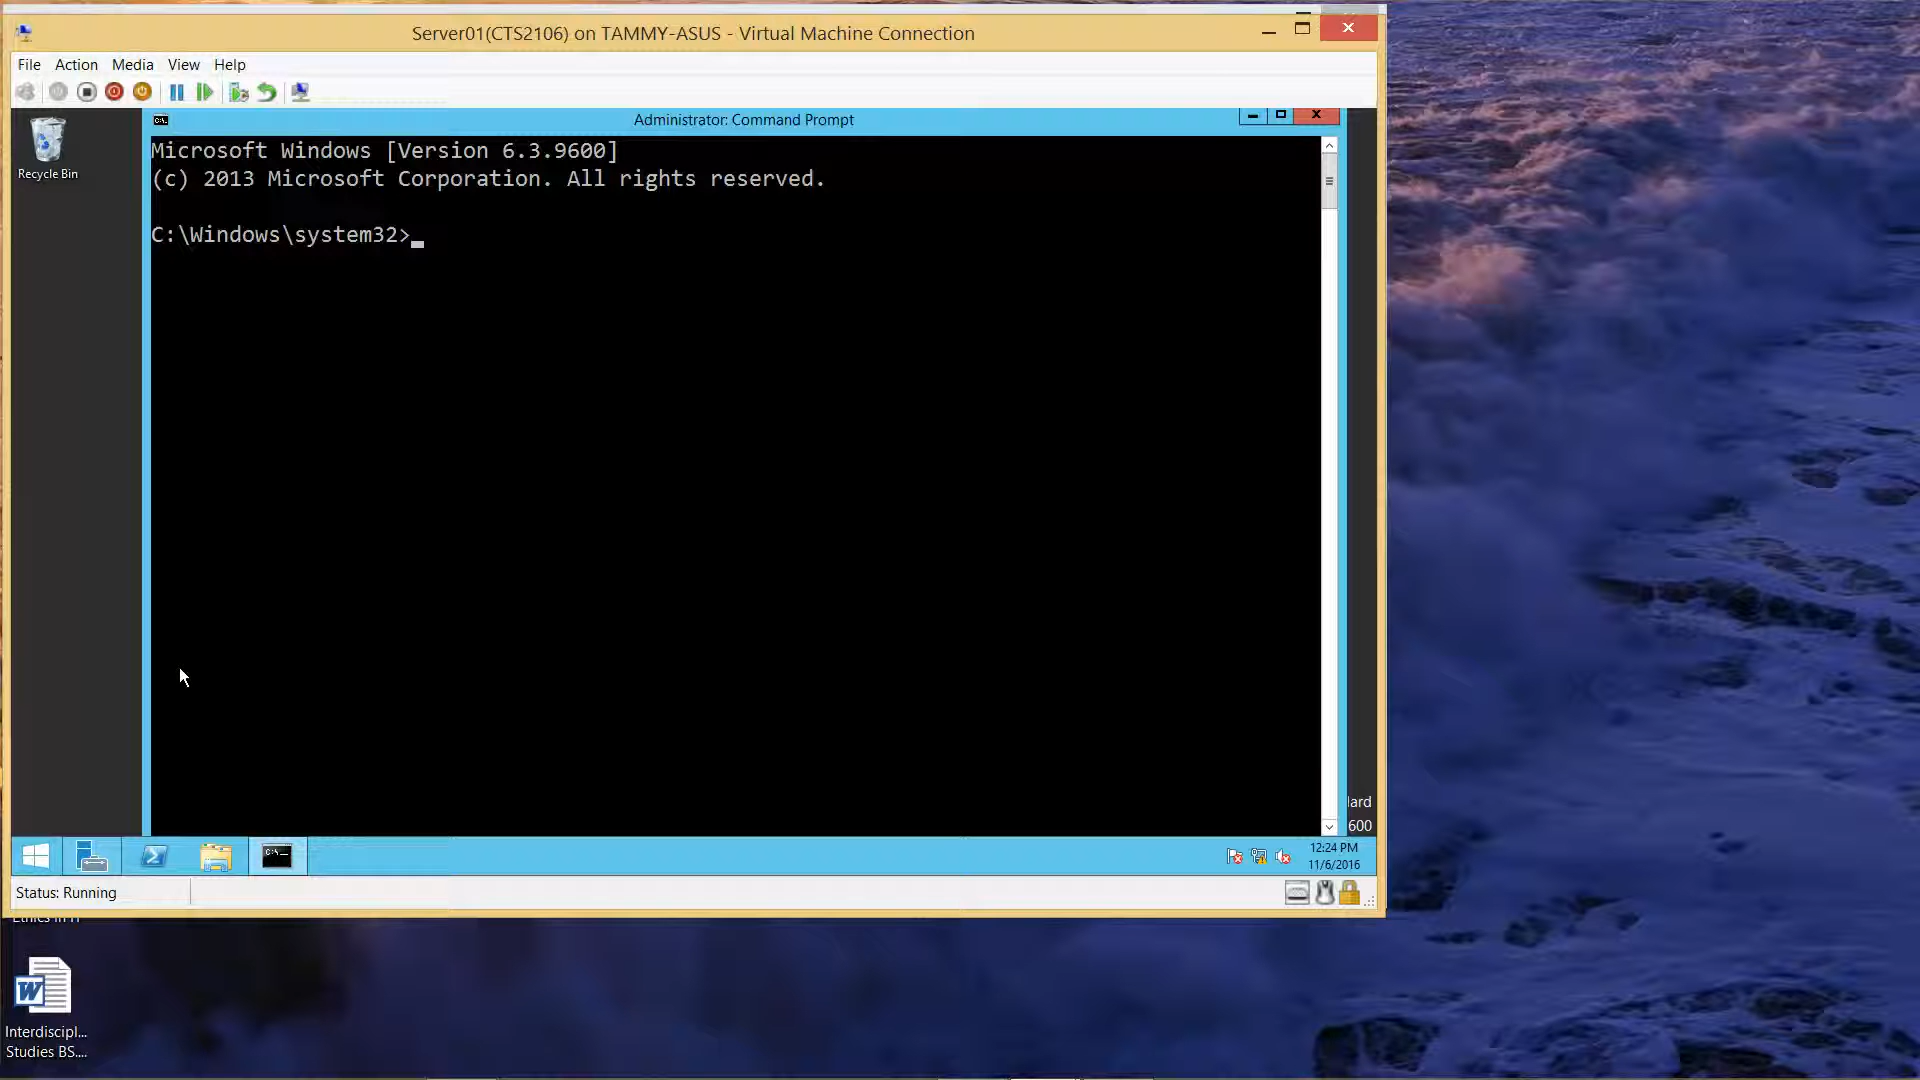 Server01(CTS2106) on TAMMY-ASUS - Virtual Machine Connection
File Action Media View Help
Recycle Bin
Administrator: Command Prompt
Microsoft Windows [Version 6.3.9600]
(c) 2013 Microsoft Corporation. All rights reserved.
C:\Windows\system32>
600
12:24 PM
11/6/2016
Status: Running
Interdiscipl...
Studies BS....